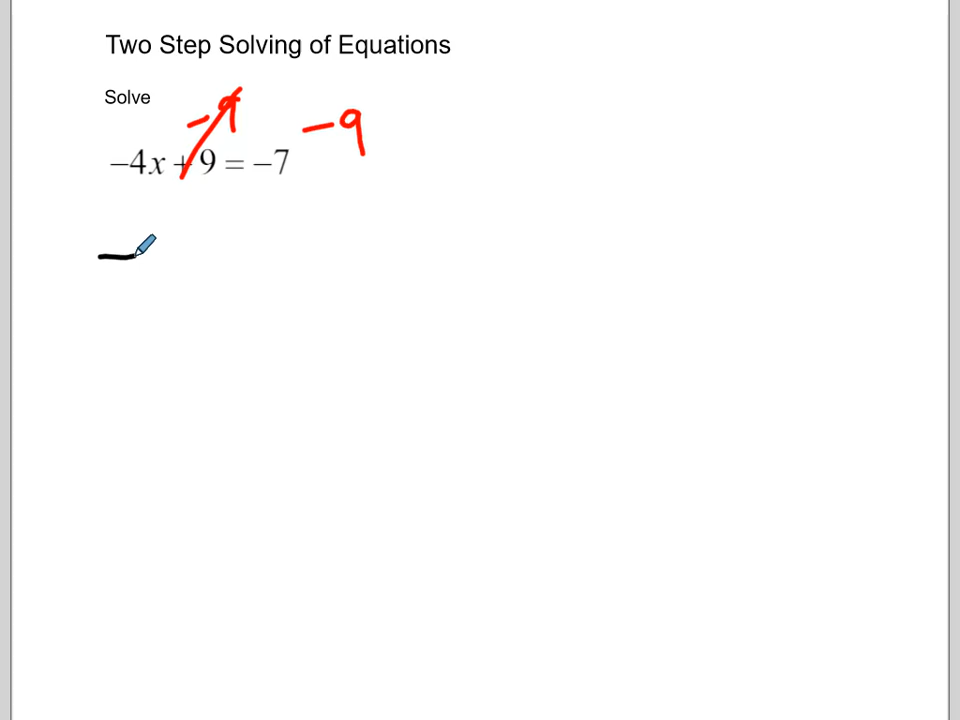 Two Step Solving of Equations
Solve
-9 -9
−4x + 9 = −7